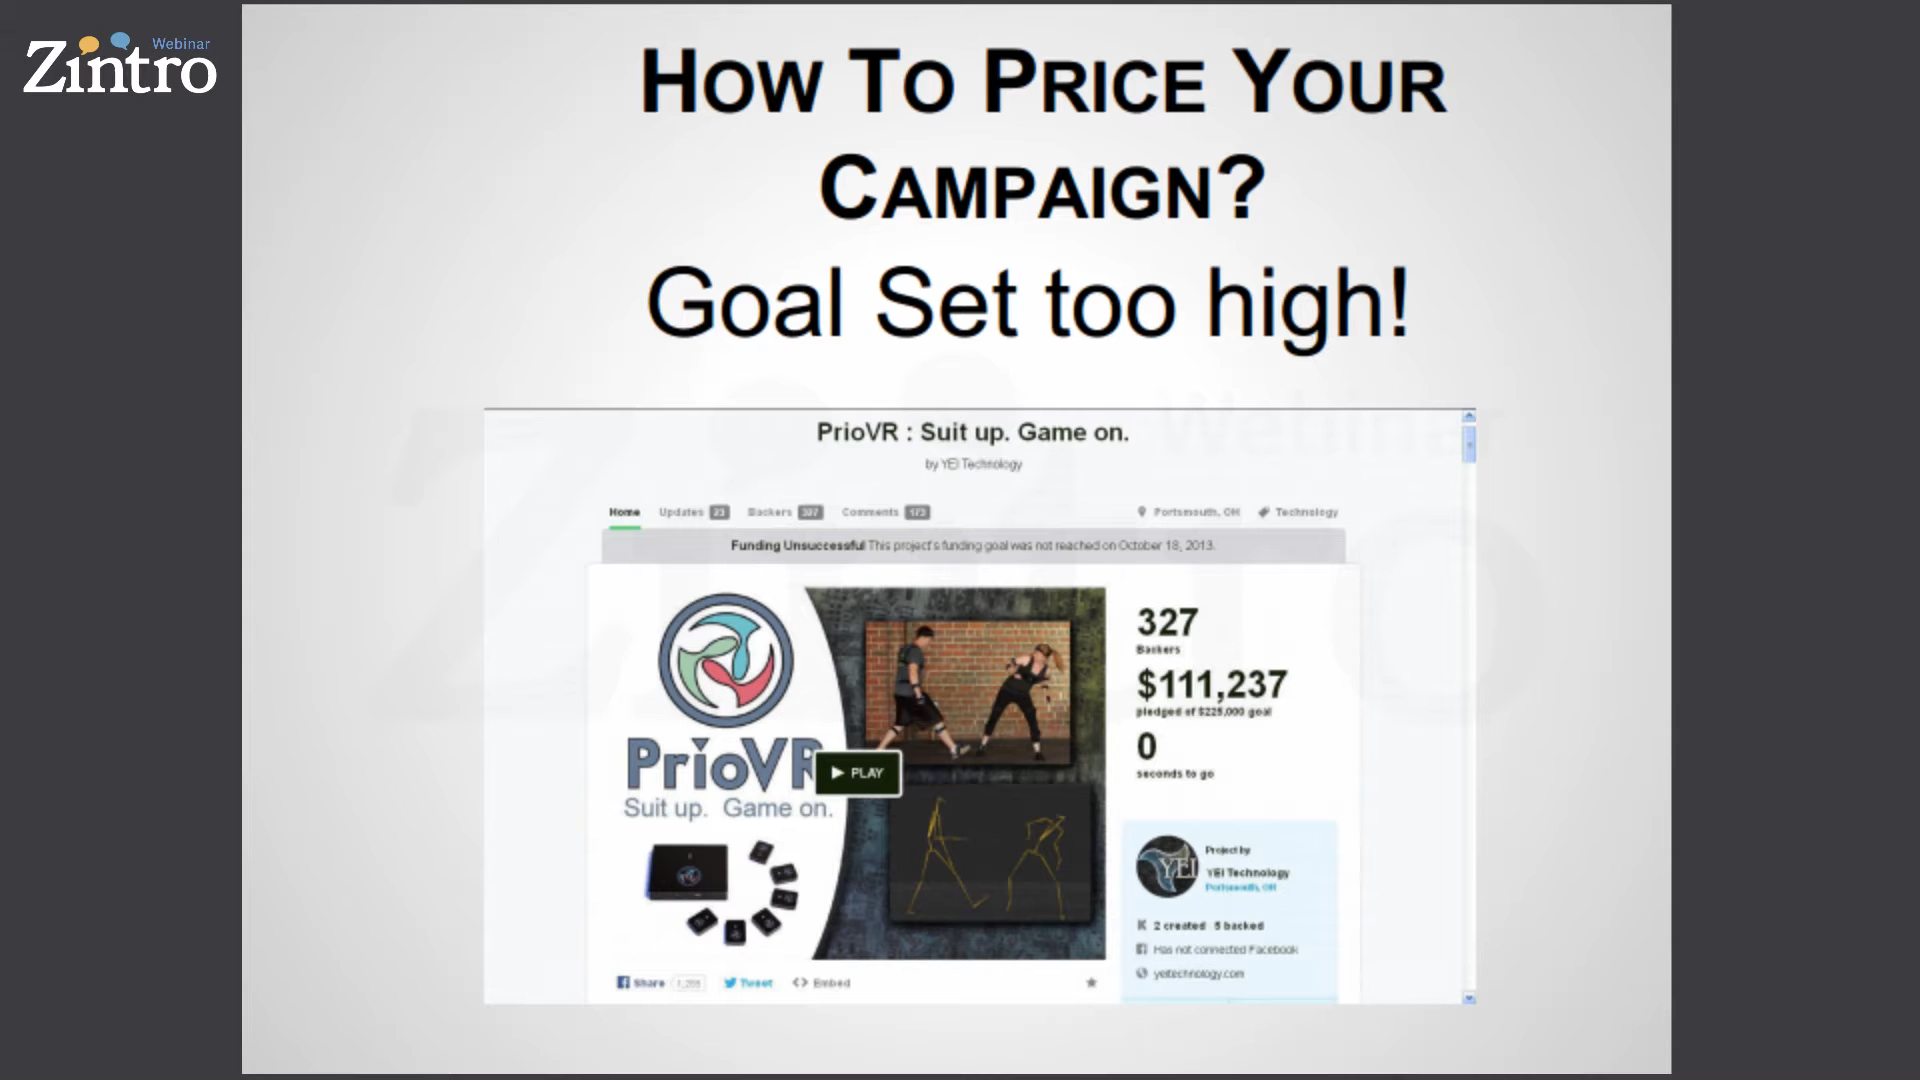 Webinar
Zintro
HOW TO PRICE YOUR
CAMPAIGN?
Goal Set too high!
PrioVR : Suit up. Game on.
by YEI Technology
Home Updates 23 Backers 327 Comments 173 Portsmouth, OH Technology
Funding Unsuccessful This project's funding goal was not reached on October 18, 2013.
327
Backers
$111,237
pledged of $225,000 goal
0
seconds to go
PrioVR
PLAY
Suit up. Game on.
YEI
Project by
YEI Technology
Portsmouth, OH
2 created 5 backed
Has not connected Facebook
yeitechnology.com
Share Tweet Embed